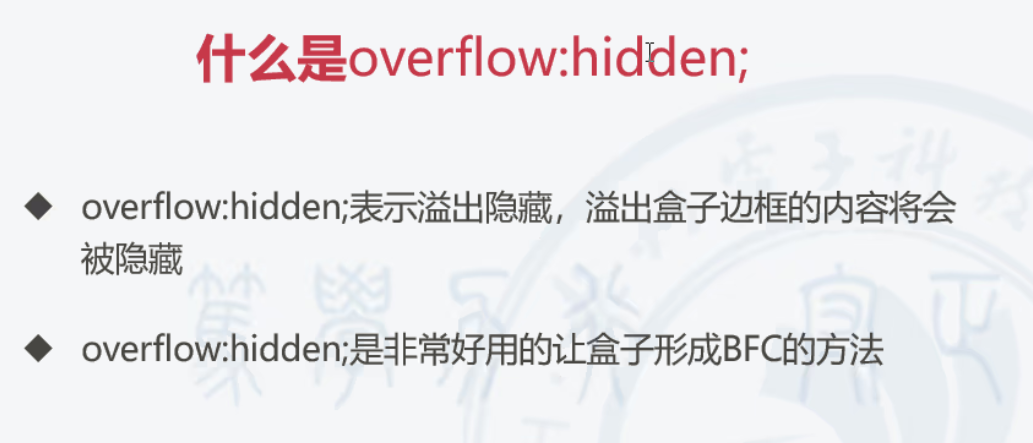 什么是overflow:hidden;
overflow:hidden;表示溢出隐藏，溢出盒子边框的内容将会
被隐藏
overflow:hidden;是非常好用的让盒子形成BFC的方法